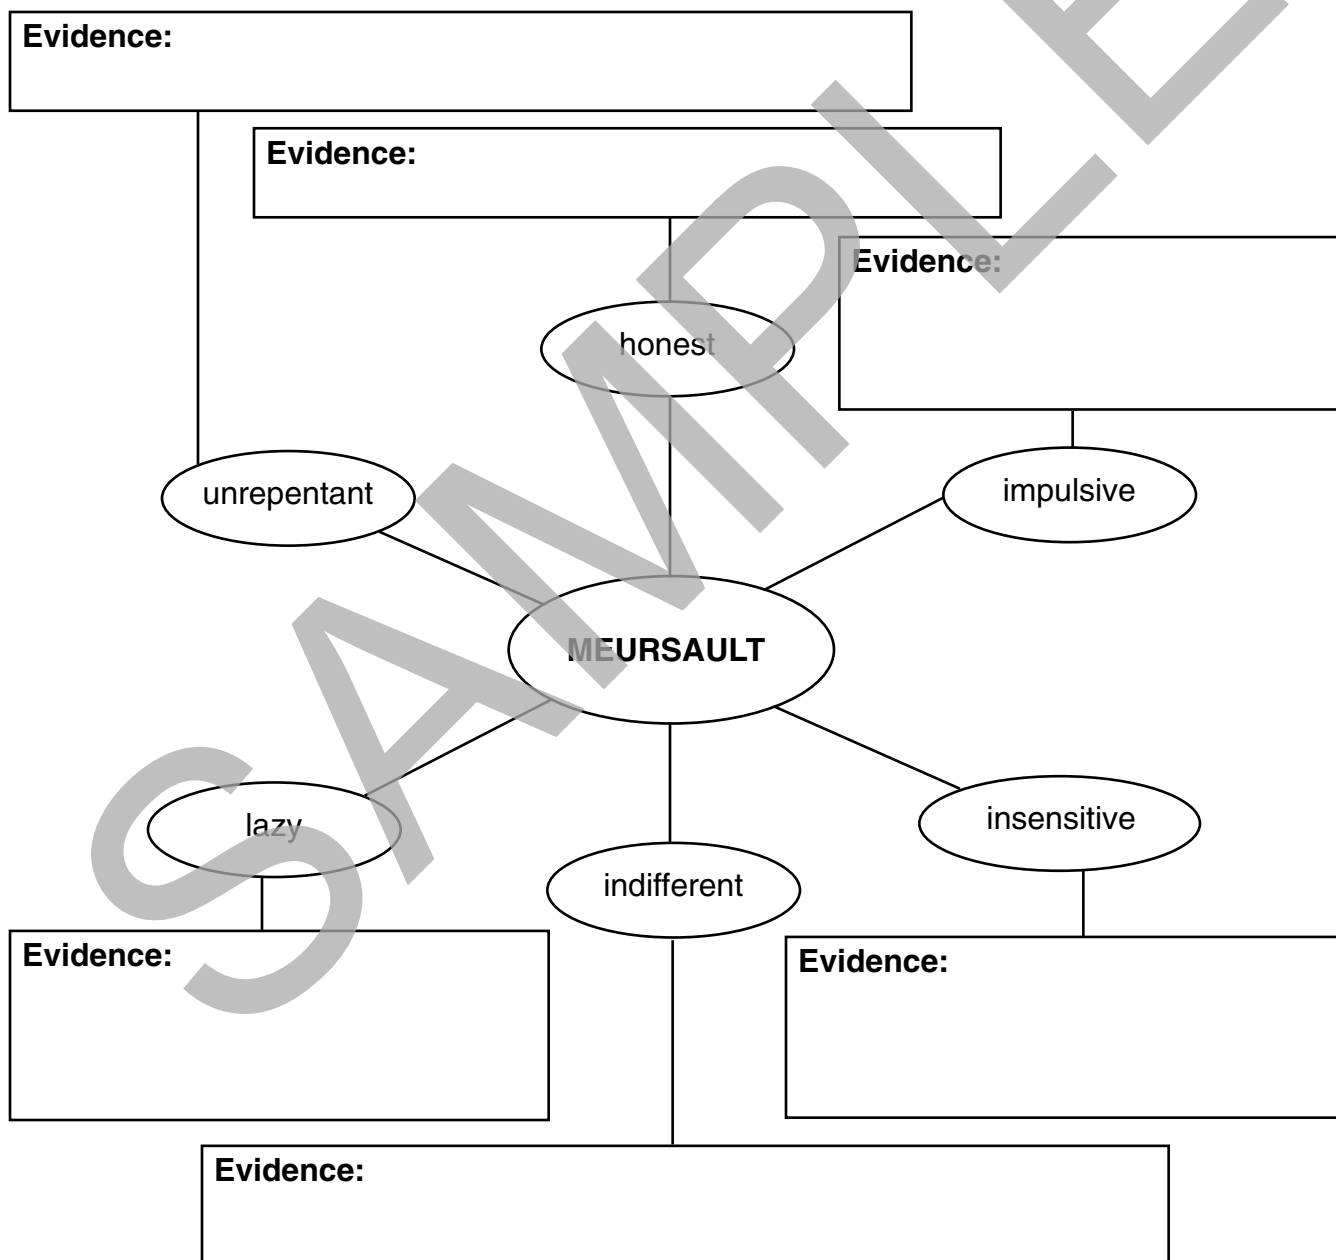 Evidence:
Evidence:
Evidence:
honest
unrepentant
impulsive
MEURSAULT
lazy
insensitive
indifferent
Evidence:
Evidence:
Evidence:
SAMPLE